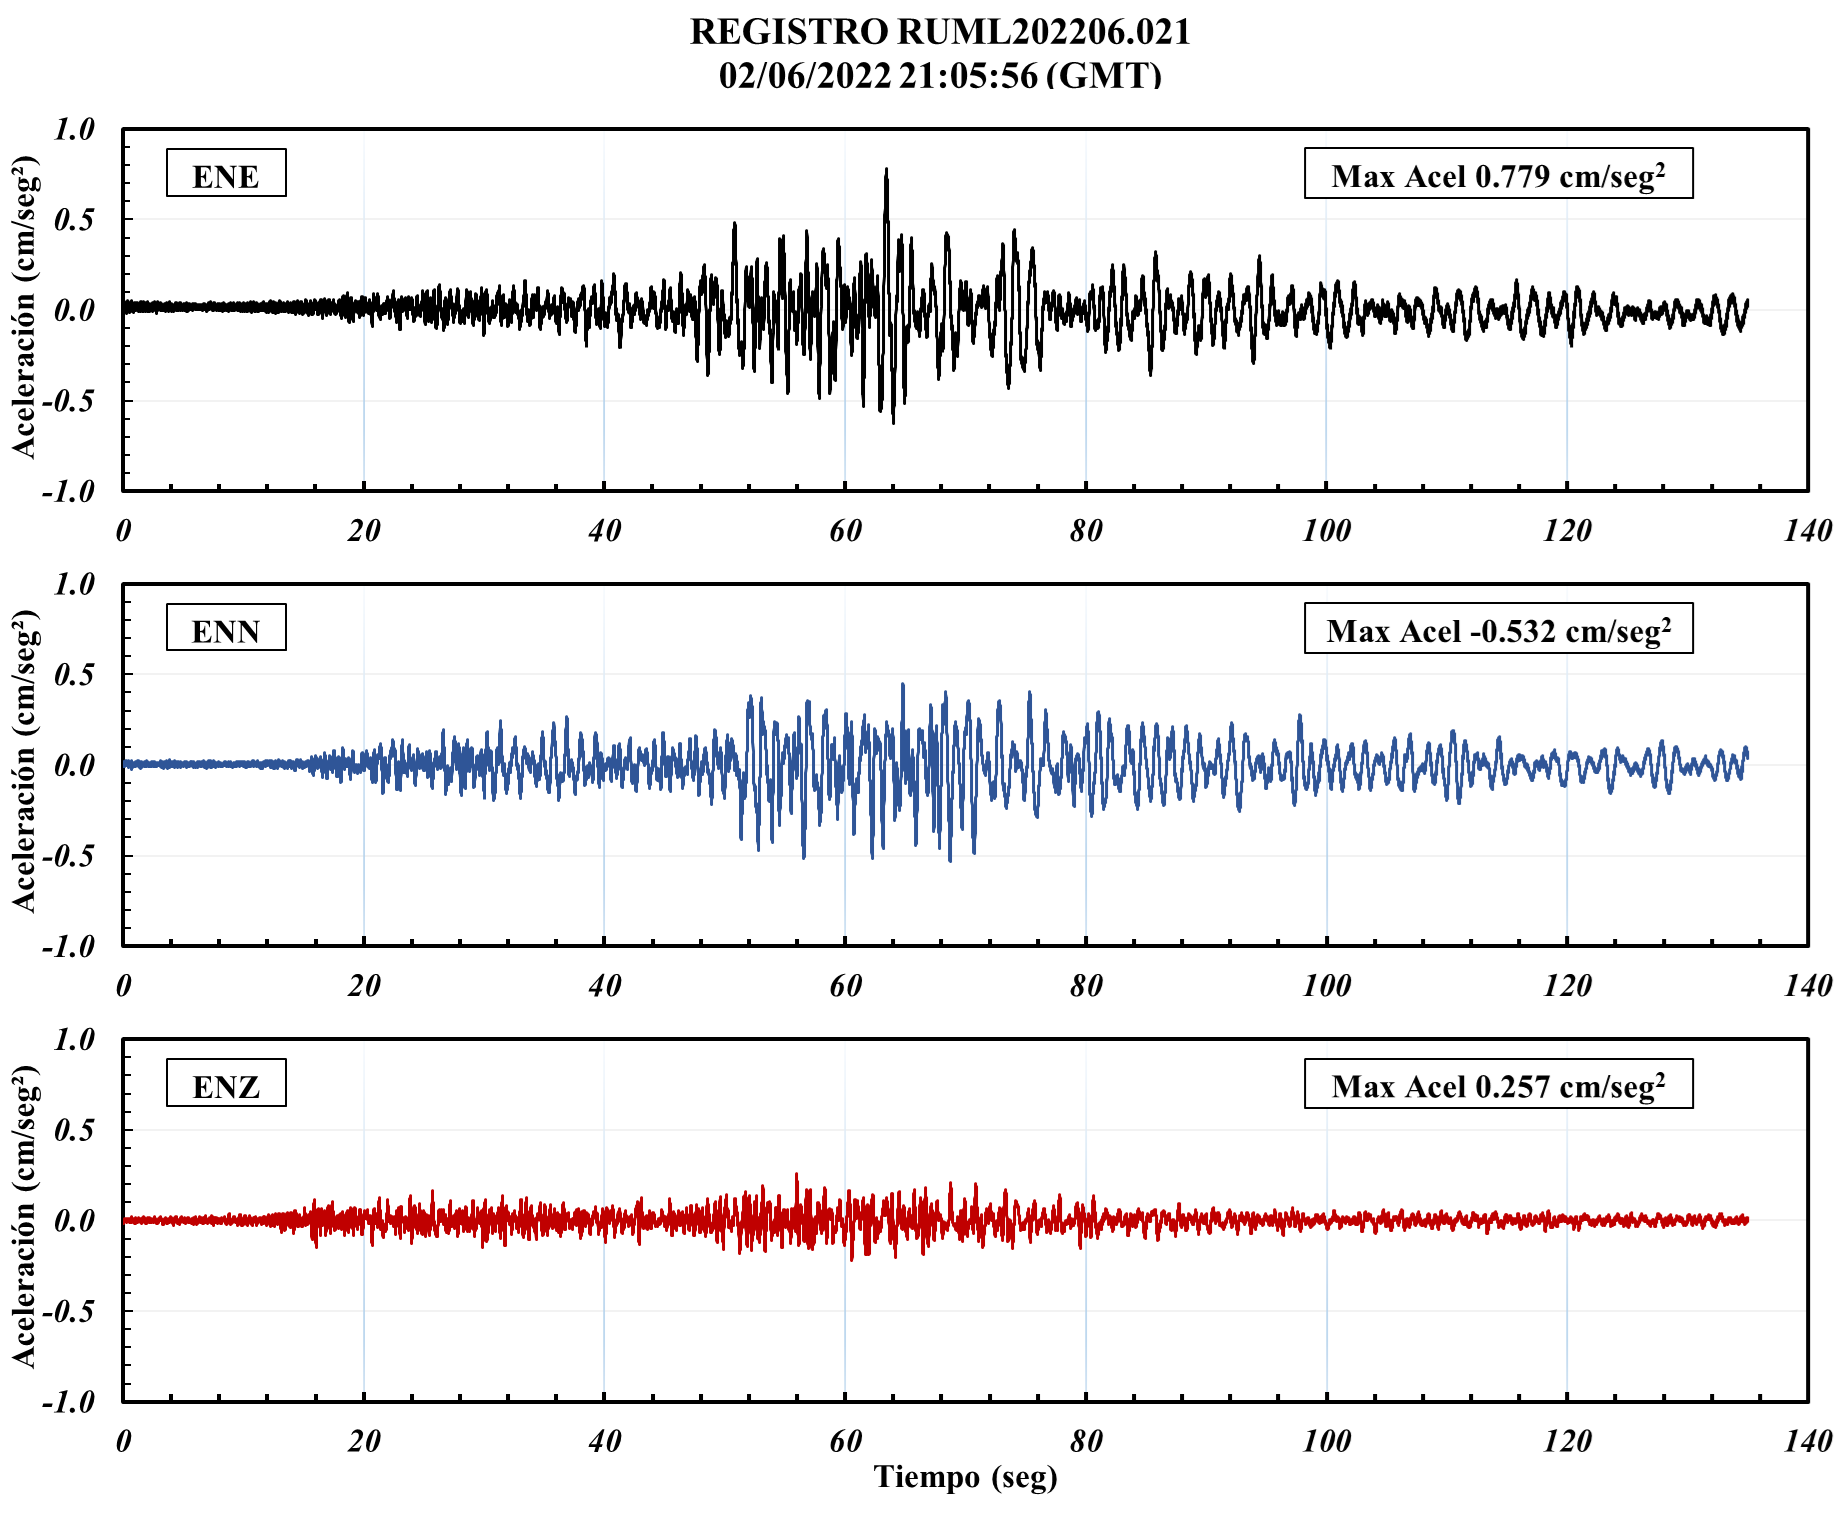 REGISTRO RUML202206.021
02/06/2022 21:05:56 (GMT)
Aceleración (cm/seg²)
1.0
0.5
0.0
-0.5
-1.0
ENE
Max Acel 0.779 cm/seg²
0 20 40 60 80 100 120 140
Aceleración (cm/seg²)
1.0
0.5
0.0
-0.5
-1.0
ENN
Max Acel -0.532 cm/seg²
0 20 40 60 80 100 120 140
Aceleración (cm/seg²)
1.0
0.5
0.0
-0.5
-1.0
ENZ
Max Acel 0.257 cm/seg²
0 20 40 60 80 100 120 140
Tiempo (seg)